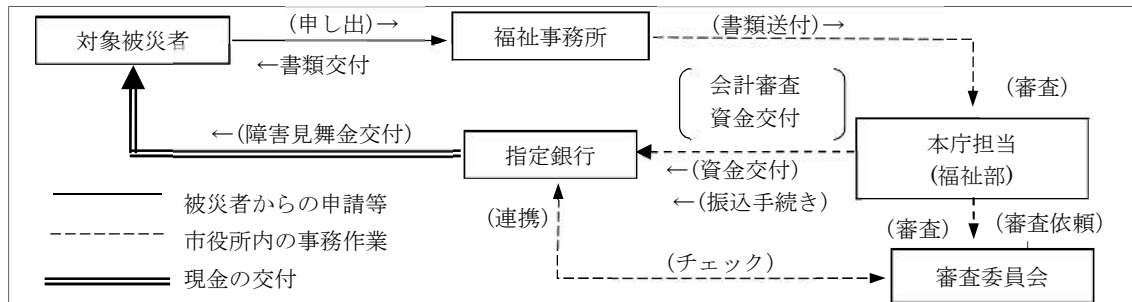 (申し出)→
(書類送付)→
対象被災者
福祉事務所
←書類交付
会計審査
資金交付
(審査)
←(障害見舞金交付)
指定銀行
本庁担当
(福祉部)
←(資金交付)
←(振込手続き)
被災者からの申請等
(連携)
(審査)
(審査依頼)
市役所内の事務作業
(チェック)
審査委員会
現金の交付